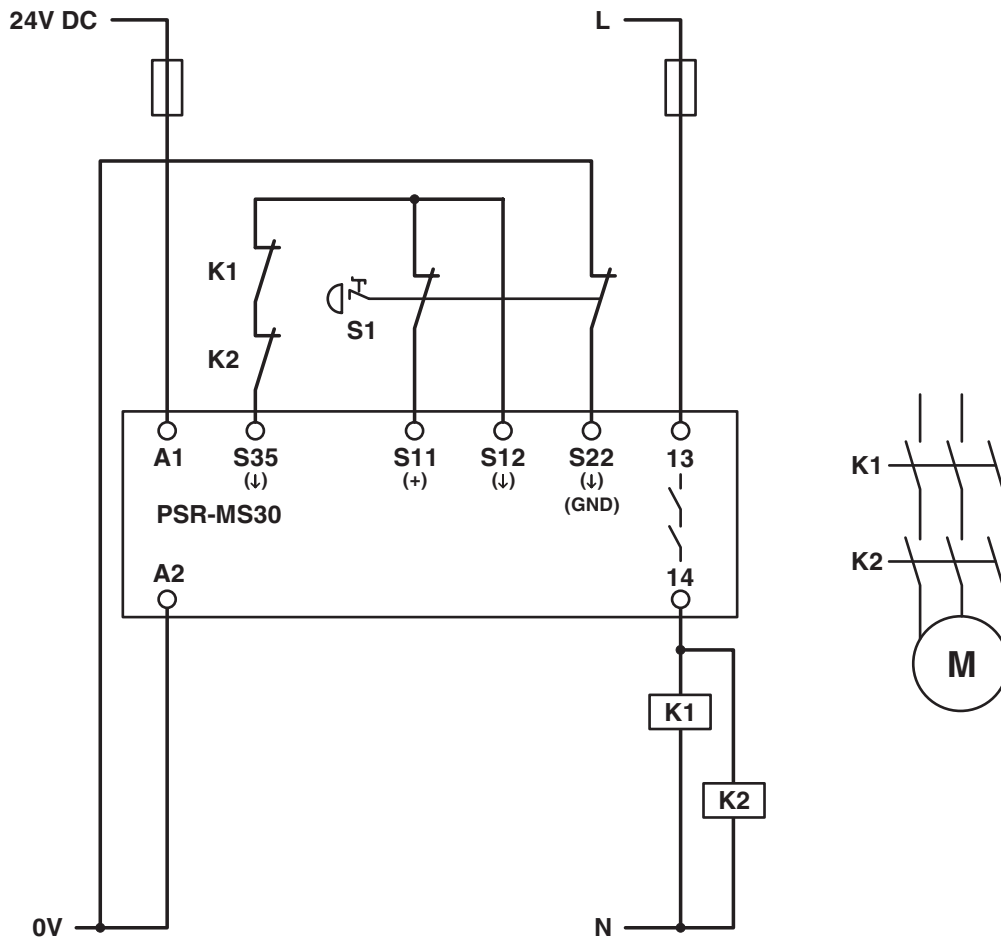 24V DC
L
K1
S1
K2
A1
S35
(↓)
S11
(+)
S12
(↓)
S22
(↓)
(GND)
13
PSR-MS30
A2
14
K1
K2
0V
N
K1
K2
M